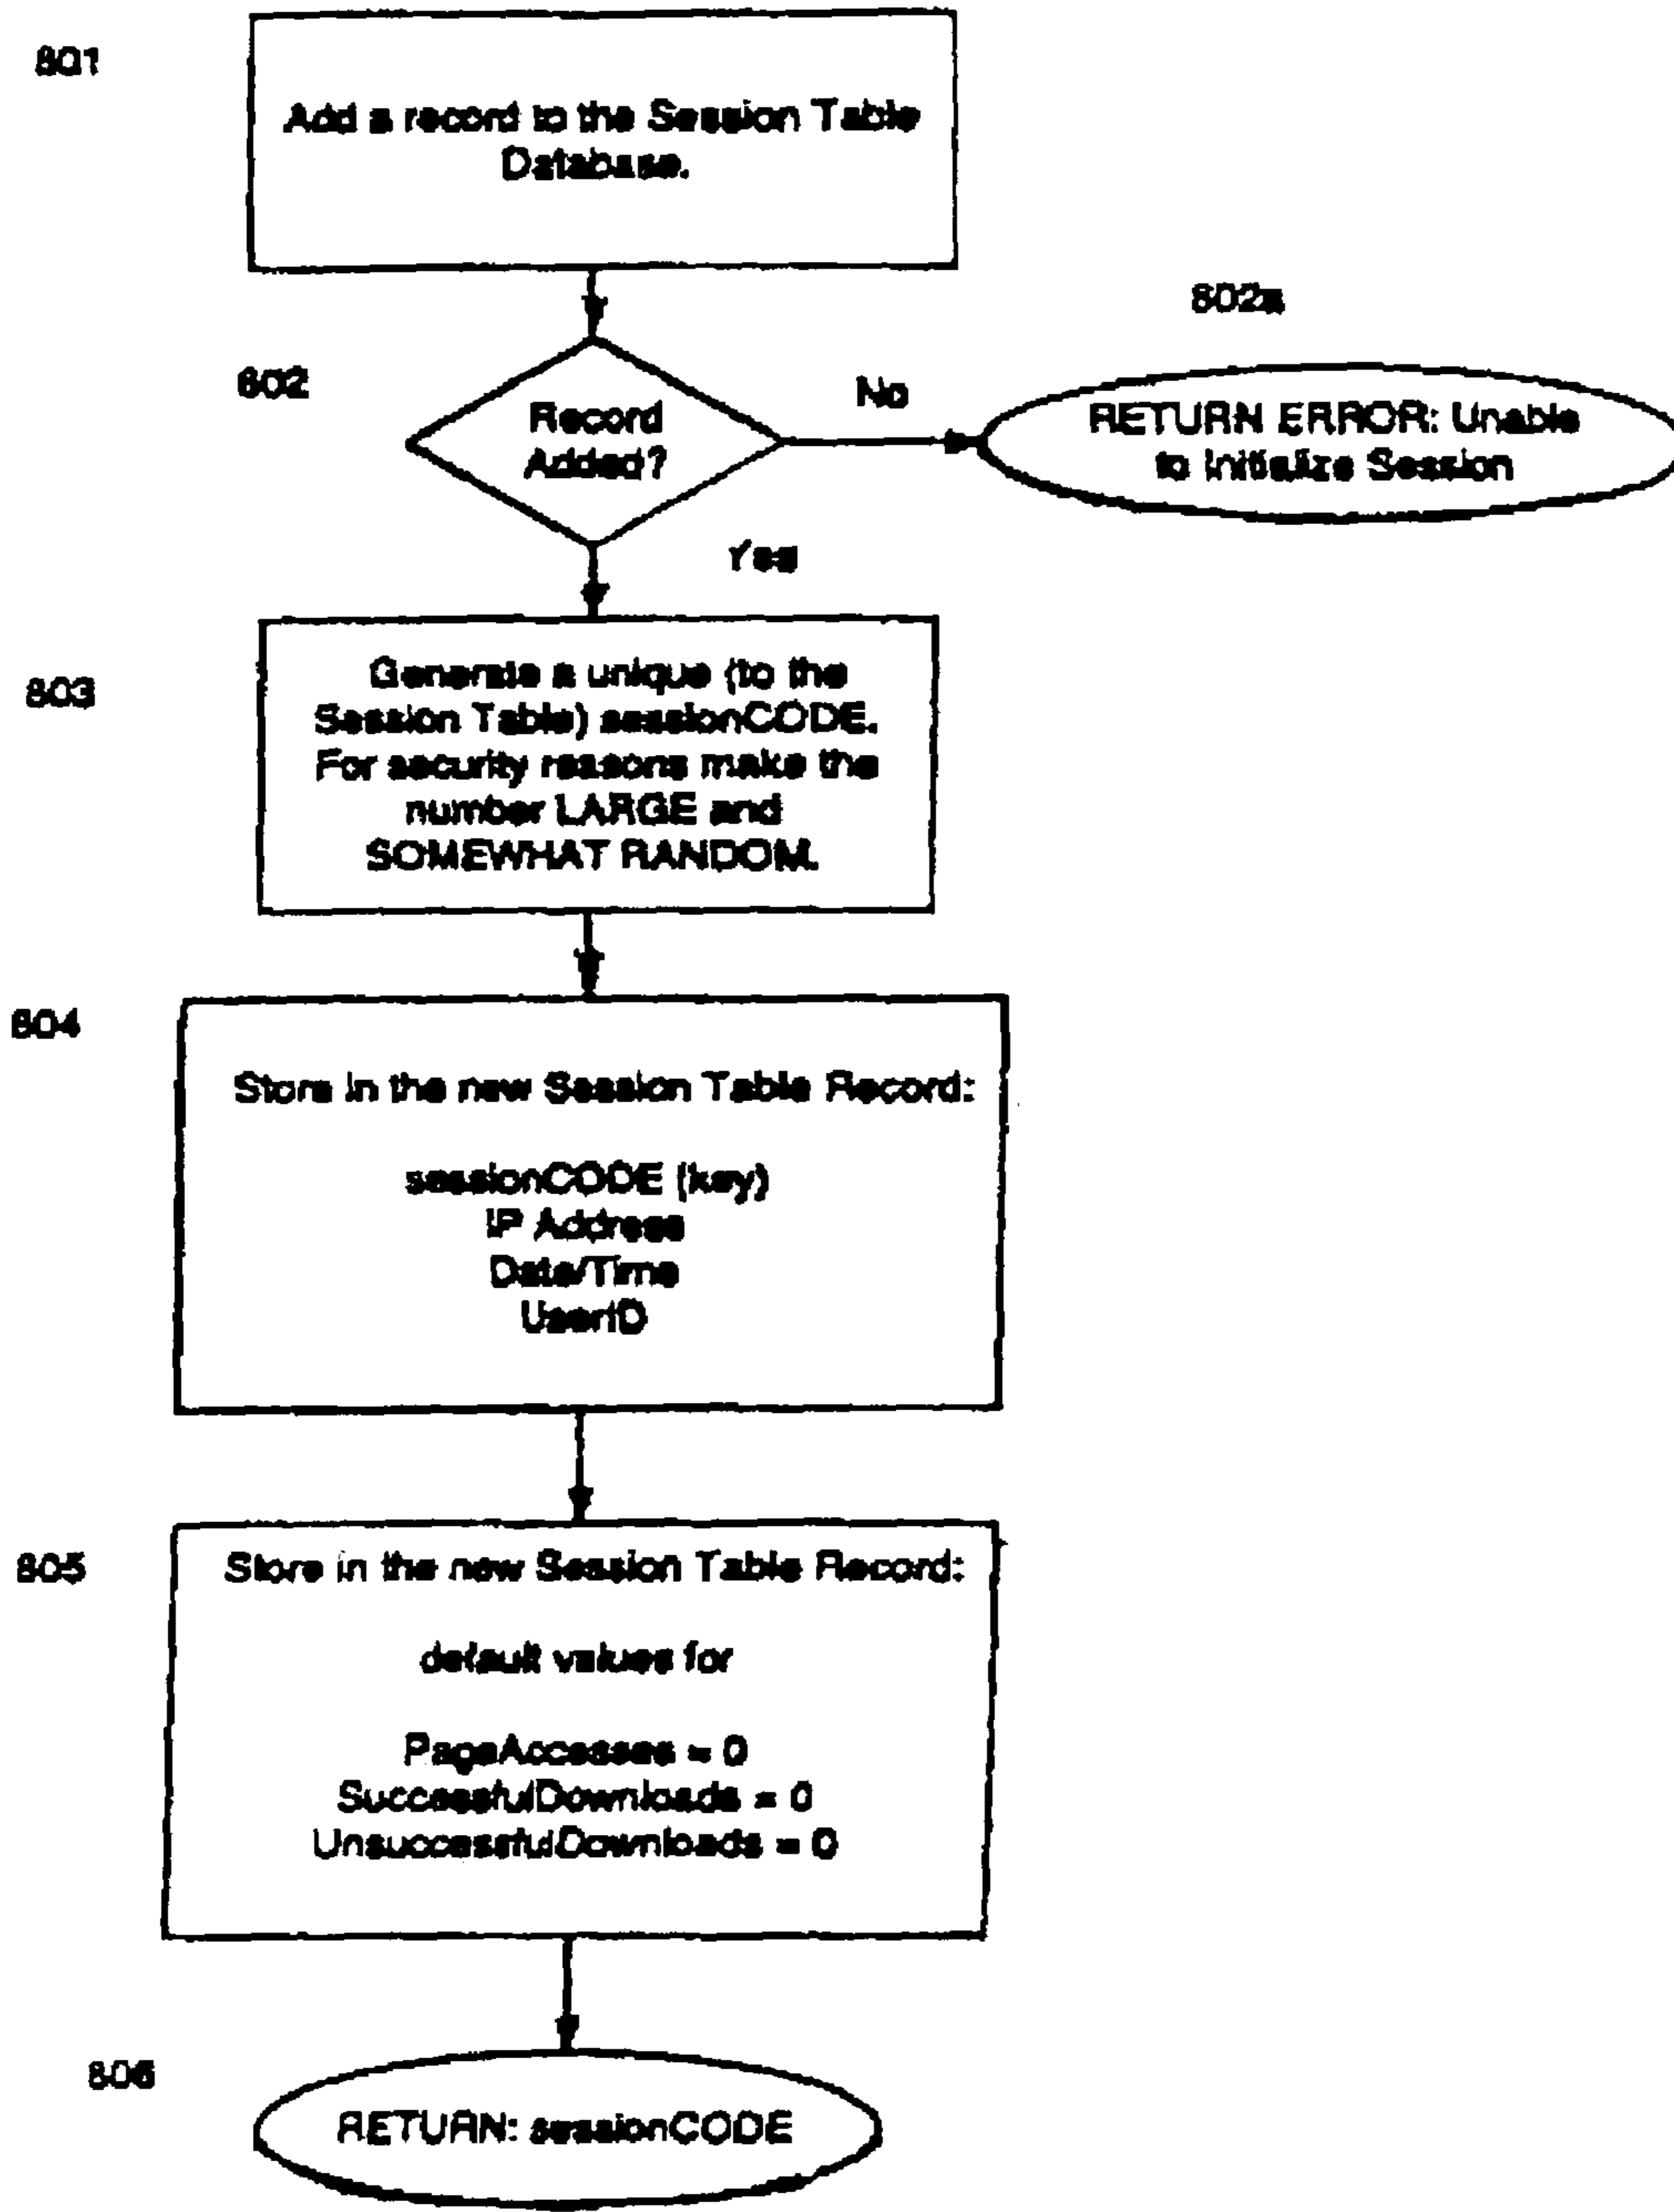 801
Add a record to the Session Table
Database.
802a
802
No
Record
Added?
RETURN ERROR: Unable
to Initialize Session
Yes
803
Generate a unique (to the
Session Table) sessionCODE.
For security reasons make the
number LARGE and
SOMEWHAT RANDOM.
804
Store in the new Session Table Record:
sessionCODE (key)
IP Address
Date/Time
UserID
805
Store in the new Session Table Record:
default values for
PageAccesses = 0
SuccessfulDownloads = 0
UnsuccessfulDownloads = 0
806
RETURN: sessionCODE